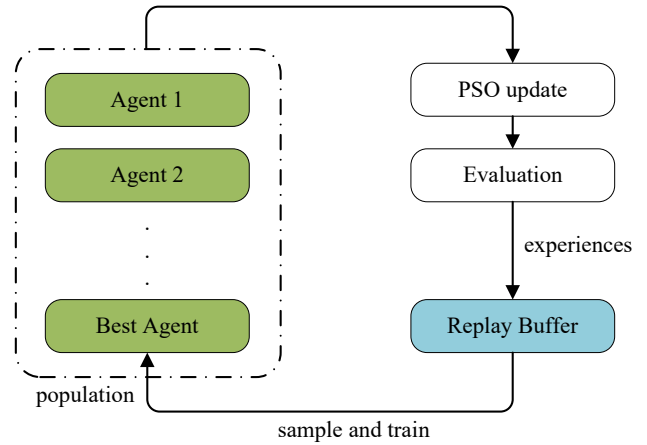 Agent 1
Agent 2
.
.
.
Best Agent
population
PSO update
Evaluation
experiences
Replay Buffer
sample and train